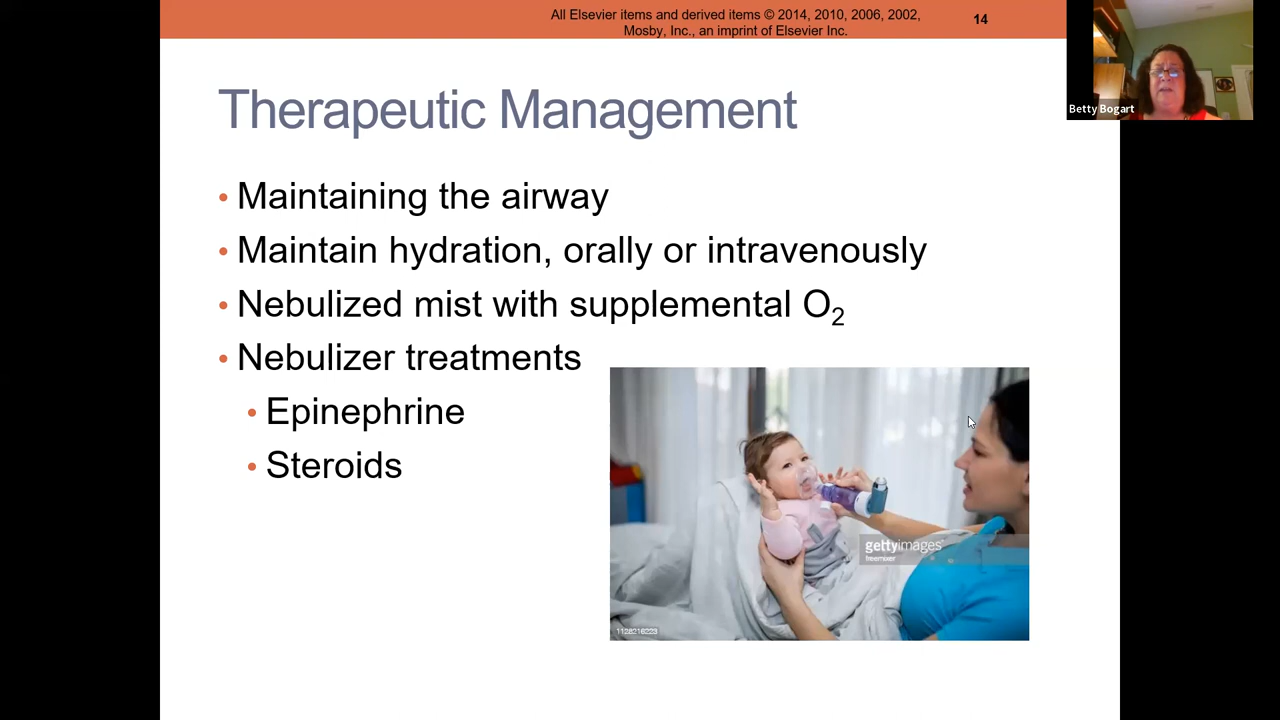 All Elsevier items and derived items © 2014, 2010, 2006, 2002,
Mosby, Inc., an imprint of Elsevier Inc.
14
Betty Bogart
Therapeutic Management
• Maintaining the airway
• Maintain hydration, orally or intravenously
• Nebulized mist with supplemental O2
• Nebulizer treatments
• Epinephrine
• Steroids
gettyimages
freemixer